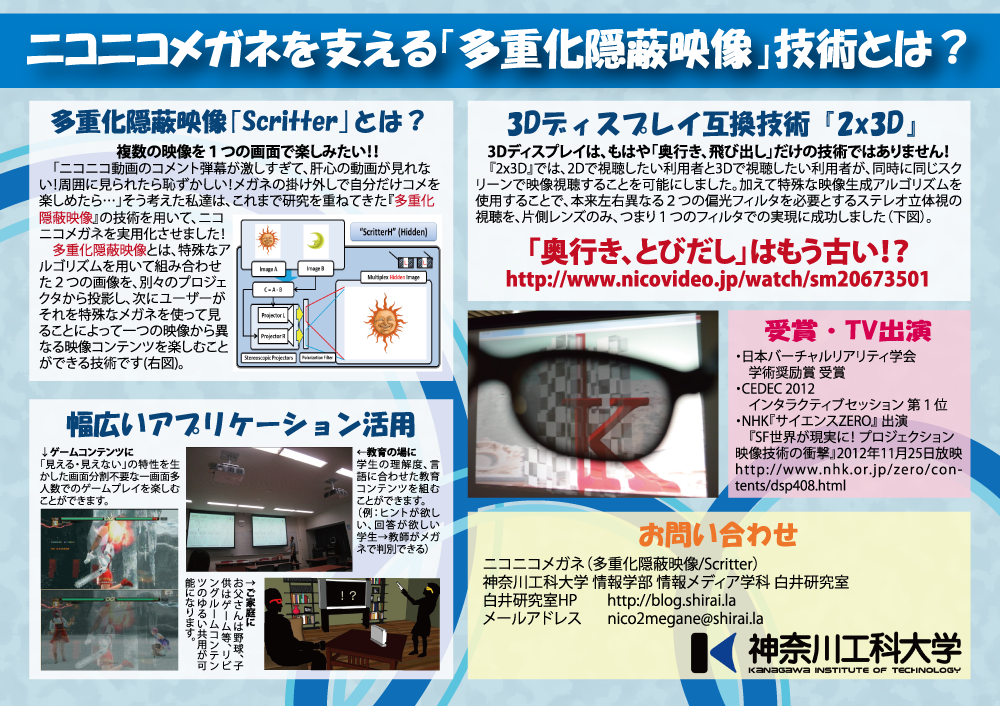 ニコニコメガネを支える「多重化隠蔽映像」技術とは？
多重化隠蔽映像「Scritter」とは？
複数の映像を１つの画面で楽しみたい！！
「ニコニコ動画のコメント弾幕が激しすぎて、肝心の動画が見れな
い！周囲に見られたら恥ずかしい！メガネの掛け外しで自分だけコメを
楽しめたら…」そう考えた私達は、これまで研究を重ねてきた『多重化
隠蔽映像』の技術を用いて、ニコ
ニコメガネを実用化させました！
多重化隠蔽映像とは、特殊なア
ルゴリズムを用いて組み合わせ
た２つの画像を、別々のプロジェ
クタから投影し、次にユーザーが
それを特殊なメガネを使って見
ることによって一つの映像から異
なる映像コンテンツを楽しむこと
ができる技術です(右図)。
"ScritterH" (Hidden)
Image A
Image B
Multiplex Hidden Image
C = A - B
Projector L
Projector R
Stereoscopic Projectors
Polarization Filter
幅広いアプリケーション活用
↓ゲームコンテンツに
「見える・見えない」の特性を生
かした画面分割不要な一画面多
人数でのゲームプレイを楽しむ
ことができます。
←教育の場に
学生の理解度、言
語に合わせた教育
コンテンツを組む
ことができます。
（例：ヒントが欲し
い、回答が欲しい
学生→教師がメガ
ネで判別できる）
→ご家庭に
お父さんは野球、子
供はゲーム等、リビ
ングルームコンテン
ツのゆるい共用が可
能になります。
！？
3Dディスプレイ互換技術『2x3D』
3Dディスプレイは、もはや「奥行き、飛び出し」だけの技術ではありません！
『2x3D』では、2Dで視聴したい利用者と3Dで視聴したい利用者が、同時に同じスク
リーンで映像視聴することを可能にしました。加えて特殊な映像生成アルゴリズムを
使用することで、本来左右異なる２つの偏光フィルタを必要とするステレオ立体視の
視聴を、片側レンズのみ、つまり１つのフィルタでの実現に成功しました（下図）。
「奥行き、とびだし」はもう古い！？
http://www.nicovideo.jp/watch/sm20673501
K
受賞・TV出演
・日本バーチャルリアリティ学会
学術奨励賞 受賞
・CEDEC 2012
インタラクティブセッション 第１位
・NHK『サイエンスZERO』 出演
『SF世界が現実に！ プロジェクション
映像技術の衝撃』2012年11月25日放映
http://www.nhk.or.jp/zero/con-
tents/dsp408.html
お問い合わせ
ニコニコメガネ（多重化隠蔽映像/Scritter）
神奈川工科大学 情報学部 情報メディア学科 白井研究室
白井研究室HP http://blog.shirai.la
メールアドレス nico2megane@shirai.la
神奈川工科大学
KANAGAWA INSTITUTE OF TECHNOLOGY